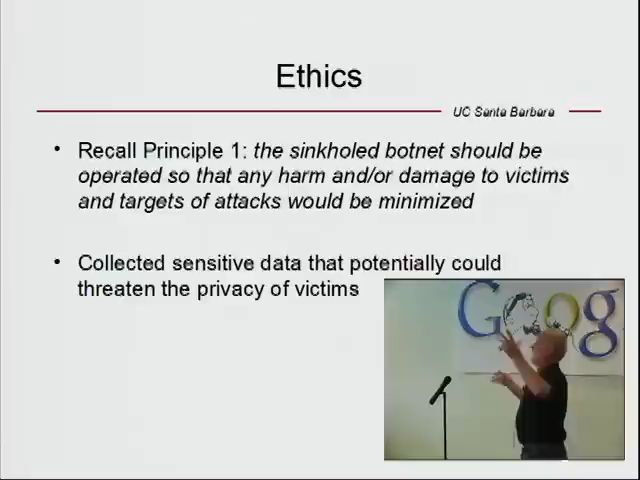 Ethics
UC Santa Barbara
• Recall Principle 1: the sinkholed botnet should be
operated so that any harm and/or damage to victims
and targets of attacks would be minimized
• Collected sensitive data that potentially could
threaten the privacy of victims
Goog